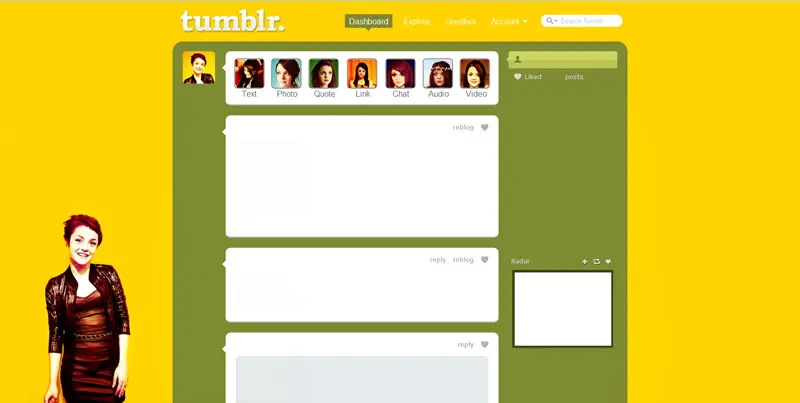 tumblr.
Dashboard Explore Goodies Account Search Tumblr
Text Photo Quote Link Chat Audio Video
Liked posts
reblog
reply reblog
Radar
reply